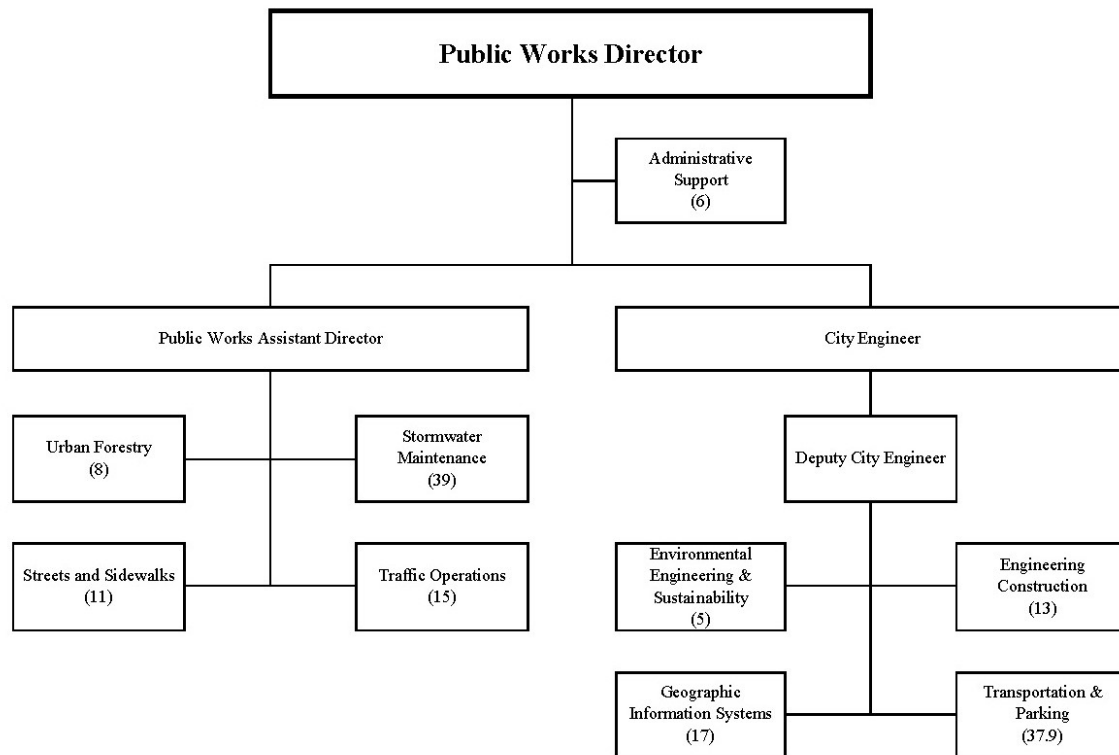 Public Works Director
Administrative
Support
(6)
Public Works Assistant Director
City Engineer
Urban Forestry
(8)
Stormwater
Maintenance
(39)
Deputy City Engineer
Streets and Sidewalks
(11)
Traffic Operations
(15)
Environmental
Engineering &
Sustainability
(5)
Engineering
Construction
(13)
Geographic
Information Systems
(17)
Transportation &
Parking
(37.9)